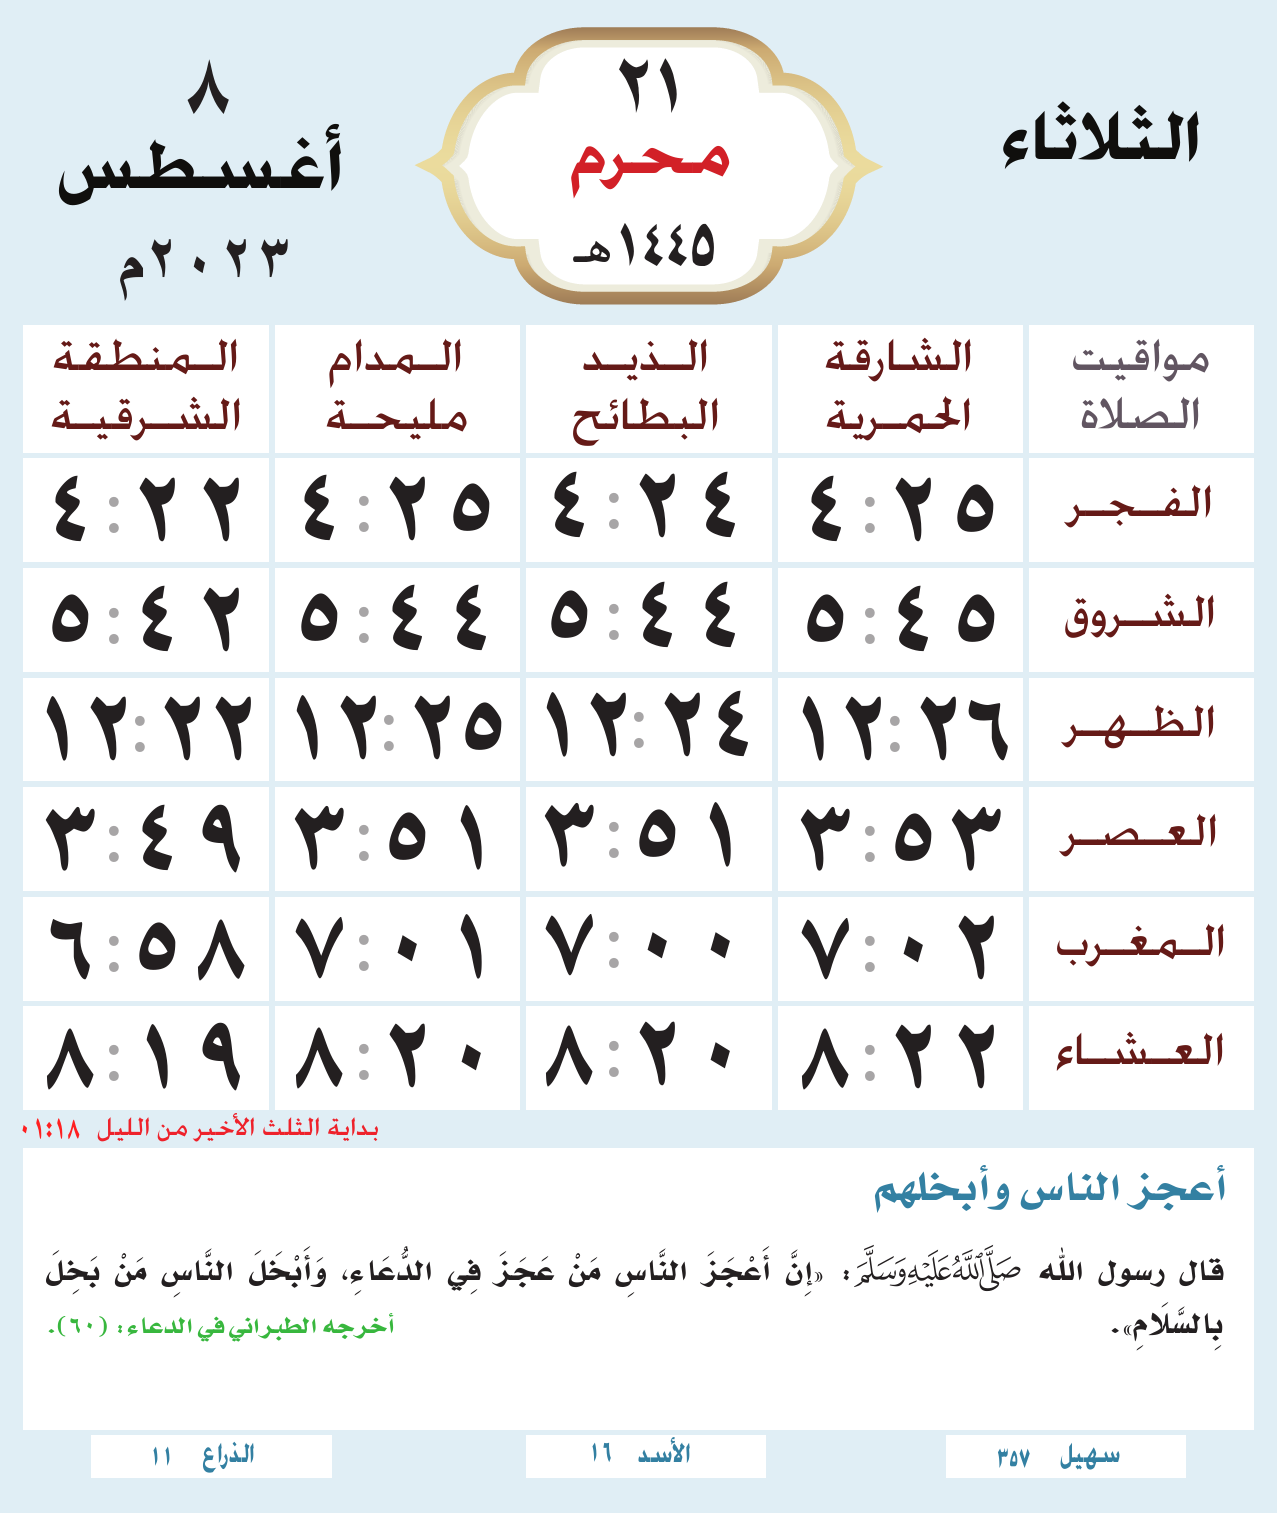 الثلاثاء
٢١
محرم
١٤٤٥هـ
٨
أغسطس
٢٠٢٣م
مواقيت الصلاة
الشارقة الحمرية
الذيد البطائح
المدام مليحة
المنطقة الشرقية
الفجر ٤:٢٥ ٤:٢٤ ٤:٢٥ ٤:٢٢
الشروق ٥:٤٥ ٥:٤٤ ٥:٤٤ ٥:٤٢
الظهر ١٢:٢٦ ١٢:٢٤ ١٢:٢٥ ١٢:٢٢
العصر ٣:٥٣ ٣:٥١ ٣:٥١ ٣:٤٩
المغرب ٧:٠٢ ٧:٠٠ ٧:٠١ ٦:٥٨
العشاء ٨:٢٢ ٨:٢٠ ٨:٢٠ ٨:١٩
بداية الثلث الأخير من الليل ٠١:١٨
أعجز الناس وأبخلهم
قال رسول الله صَلَّى اللَّهُ عَلَيْهِ وَسَلَّمَ: «إِنَّ أَعْجَزَ النَّاسِ مَنْ عَجَزَ فِي الدُّعَاءِ، وَأَبْخَلَ النَّاسِ مَنْ بَخِلَ
بِالسَّلَامِ». أخرجه الطبراني في الدعاء: (٦٠).
سهيل ٣٥٧
الأسد ١٦
الذراع ١١